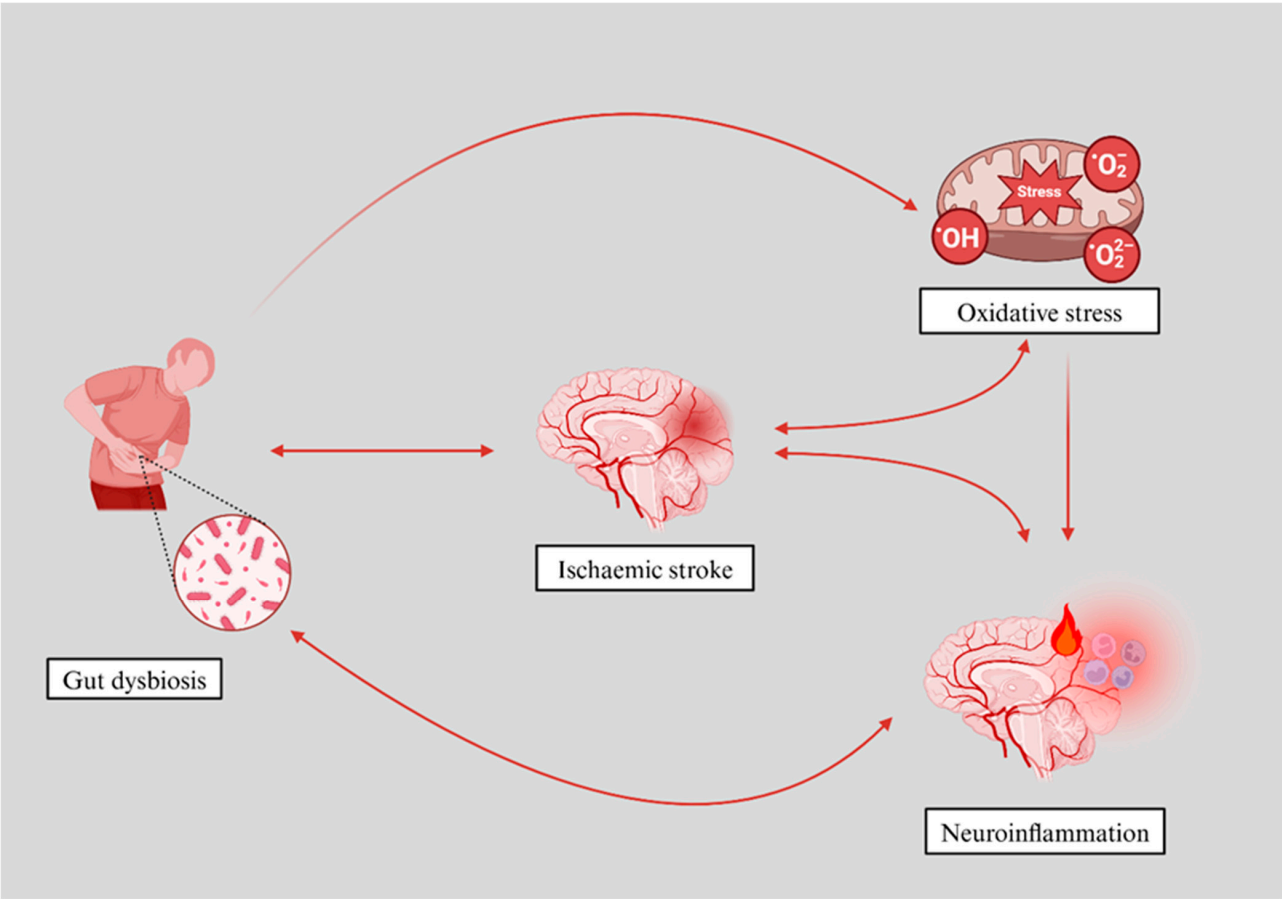 Stress
•O₂⁻
•OH
•O₂²⁻
Oxidative stress
Ischaemic stroke
Gut dysbiosis
Neuroinflammation